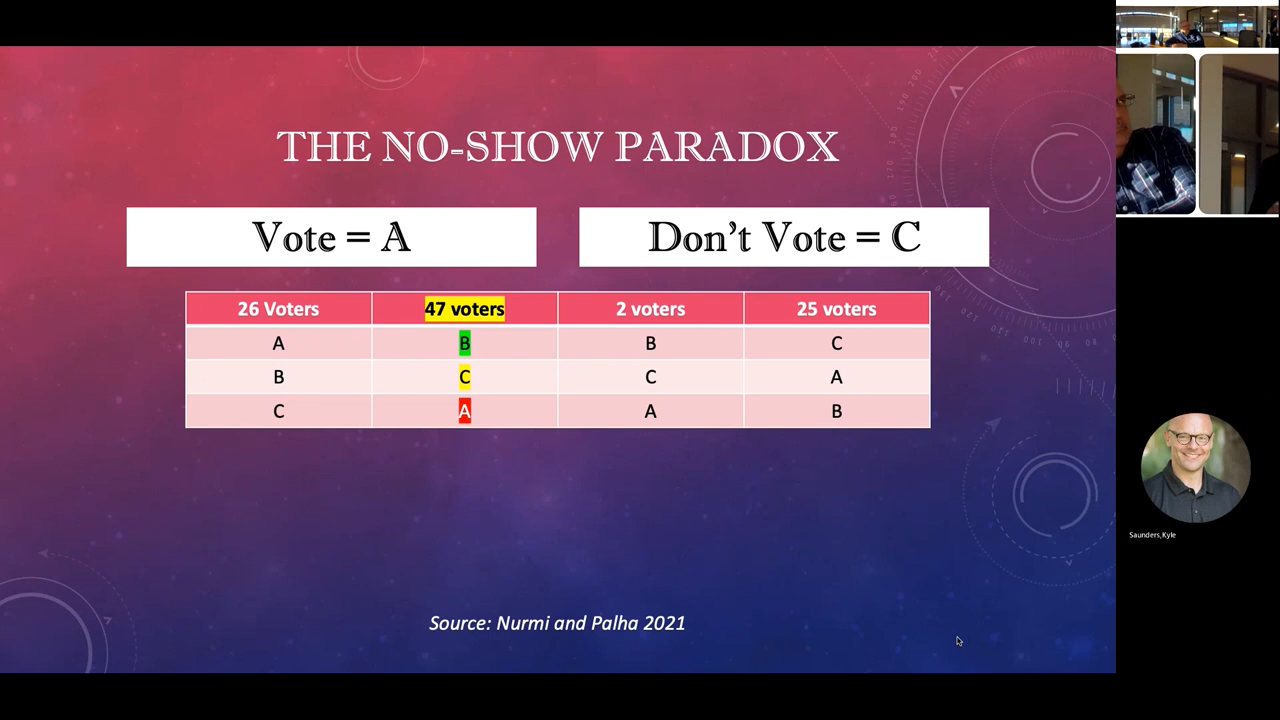 THE NO-SHOW PARADOX
Vote = A
Don't Vote = C
26 Voters 47 voters 2 voters 25 voters
A B B C
B C C A
C A A B
Source: Nurmi and Palha 2021
Saunders,Kyle